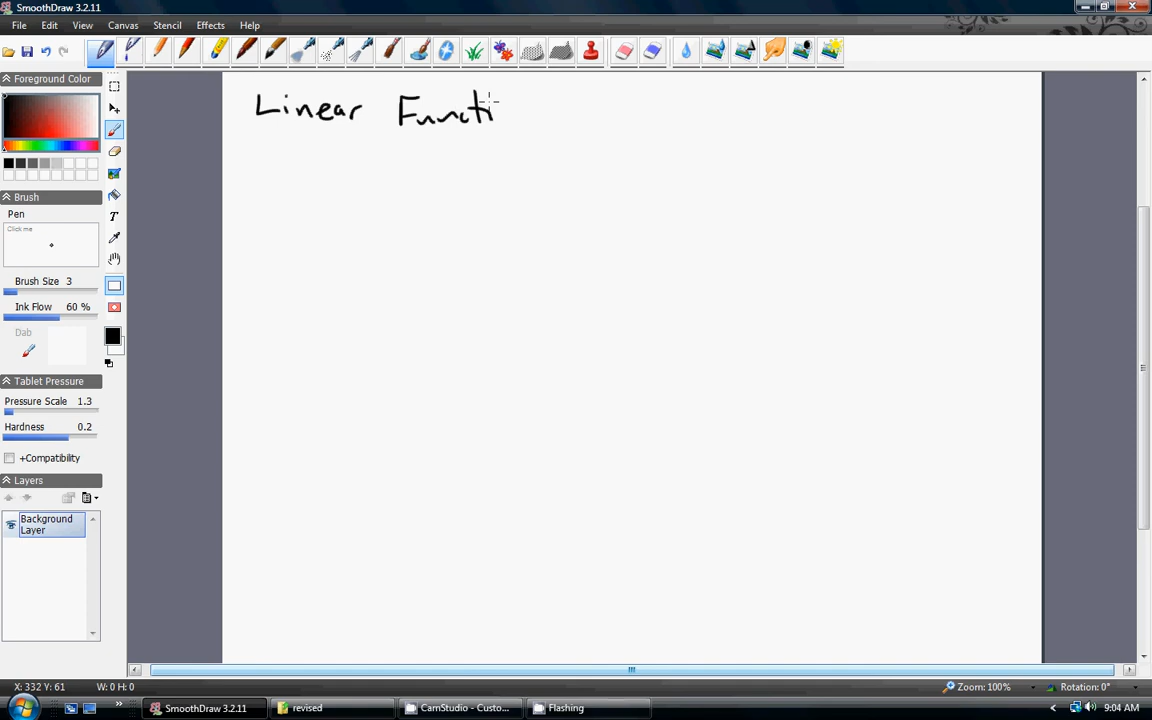 SmoothDraw 3.2.11
File Edit View Canvas Stencil Effects Help
Foreground Color
Linear Functi
Brush
Pen
Click me
Brush Size 3
Ink Flow 60 %
Dab
Tablet Pressure
Pressure Scale 1.3
Hardness 0.2
+Compatibility
Layers
Background
Layer
X: 332 Y: 61 W: 0 H: 0 Zoom: 100% Rotation: 0°
SmoothDraw 3.2.11 revised CamStudio - Custo... Flashing 9:04 AM